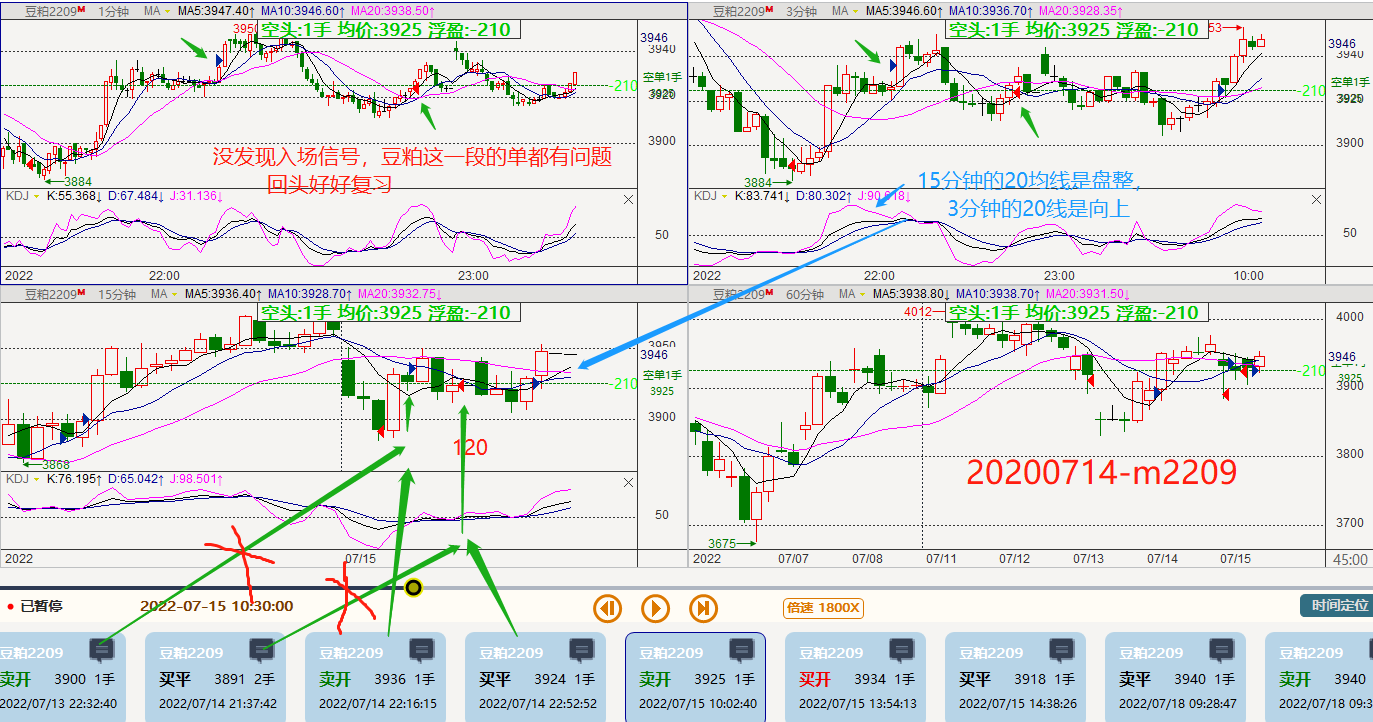 豆粕2209M 1分钟 MA MA5:3947.40↑ MA10:3946.60↑ MA20:3938.50↑
空头:1手 均价:3925 浮盈:-210
3950
3946
3940
空单1手
-210
3925
3920
3900
没发现入场信号，豆粕这一段的单都有问题
回头好好复习
3884
KDJ K:55.368↓ D:67.484↓ J:31.136↓
50
2022 22:00 23:00
豆粕2209M 3分钟 MA MA5:3946.60↑ MA10:3936.70↑ MA20:3928.35↑
空头:1手 均价:3925 浮盈:-210
53
3946
3940
空单1手
-210
3925
3920
3900
3884
15分钟的20均线是盘整，
3分钟的20线是向上
KDJ K:83.741↓ D:80.302↑
50
2022 22:00 23:00 10:00
豆粕2209M 15分钟 MA MA5:3936.40↑ MA10:3928.70↑ MA20:3932.75↓
空头:1手 均价:3925 浮盈:-210
3950
3946
空单1手
-210
3925
3900
120
3868
KDJ K:76.195↑ D:65.042↑ J:98.501↑
50
2022 07/15
豆粕2209M 60分钟 MA MA5:3938.80↓ MA10:3938.70↑ MA20:3931.50↓
空头:1手 均价:3925 浮盈:-210
4012
4000
3946
-210
3925
3900
3800
20200714-m2209
3700
3675
2022 07/07 07/08 07/11 07/12 07/13 07/14 07/15 45:00
已暂停 2022-07-15 10:30:00 倍速 1800X 时间定位
豆粕2209 豆粕2209 豆粕2209 豆粕2209 豆粕2209 豆粕2209 豆粕2209 豆粕2209 豆粕2209
卖开 3900 1手 买平 3891 2手 卖开 3936 1手 买平 3924 1手 卖开 3925 1手 买开 3934 1手 买平 3918 1手 卖平 3940 1手 卖开 3940
2022/07/13 22:32:40 2022/07/14 21:37:42 2022/07/14 22:16:15 2022/07/14 22:52:52 2022/07/15 10:02:40 2022/07/15 13:54:13 2022/07/15 14:38:26 2022/07/18 09:28:47 2022/07/18 09:3